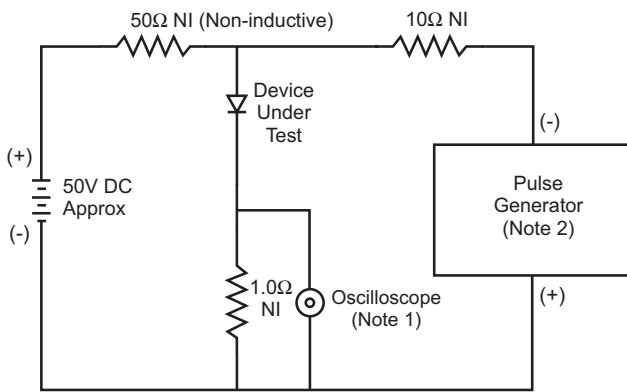 50Ω NI (Non-inductive)
10Ω NI
Device
Under
Test
(-)
(+)
50V DC
Approx
(-)
Pulse
Generator
(Note 2)
1.0Ω
NI
Oscilloscope
(Note 1)
(+)